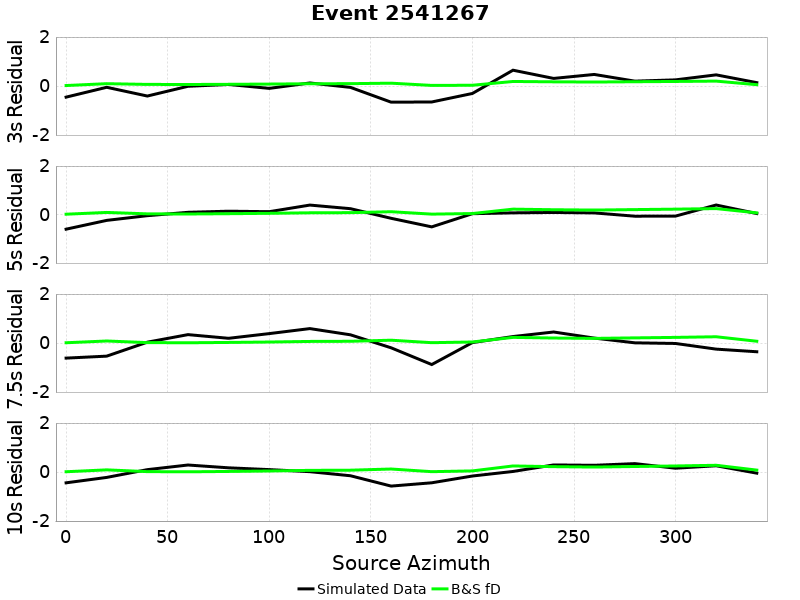 Event 2541267
2
0
-2
3s Residual
2
0
-2
5s Residual
2
0
-2
7.5s Residual
2
0
-2
10s Residual
0 50 100 150 200 250 300
Source Azimuth
Simulated Data B&S fD